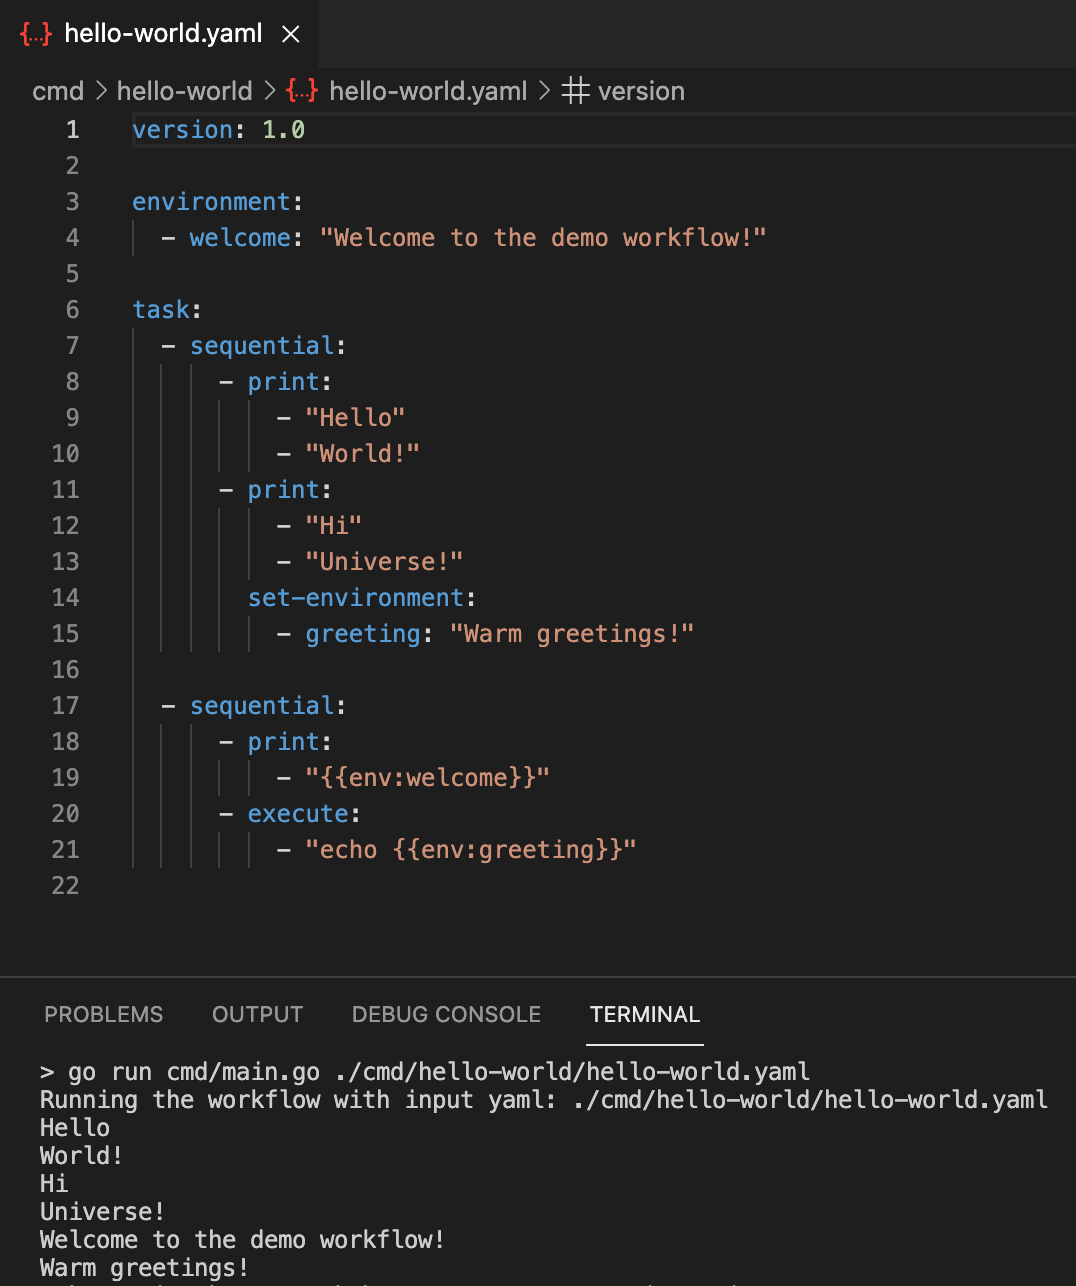 {...} hello-world.yaml ×
cmd > hello-world > {...} hello-world.yaml > # version
1 version: 1.0
2
3 environment:
4 - welcome: "Welcome to the demo workflow!"
5
6 task:
7 - sequential:
8 - print:
9 - "Hello"
10 - "World!"
11 - print:
12 - "Hi"
13 - "Universe!"
14 set-environment:
15 - greeting: "Warm greetings!"
16
17 - sequential:
18 - print:
19 - "{{env:welcome}}"
20 - execute:
21 - "echo {{env:greeting}}"
22
PROBLEMS OUTPUT DEBUG CONSOLE TERMINAL
> go run cmd/main.go ./cmd/hello-world/hello-world.yaml
Running the workflow with input yaml: ./cmd/hello-world/hello-world.yaml
Hello
World!
Hi
Universe!
Welcome to the demo workflow!
Warm greetings!